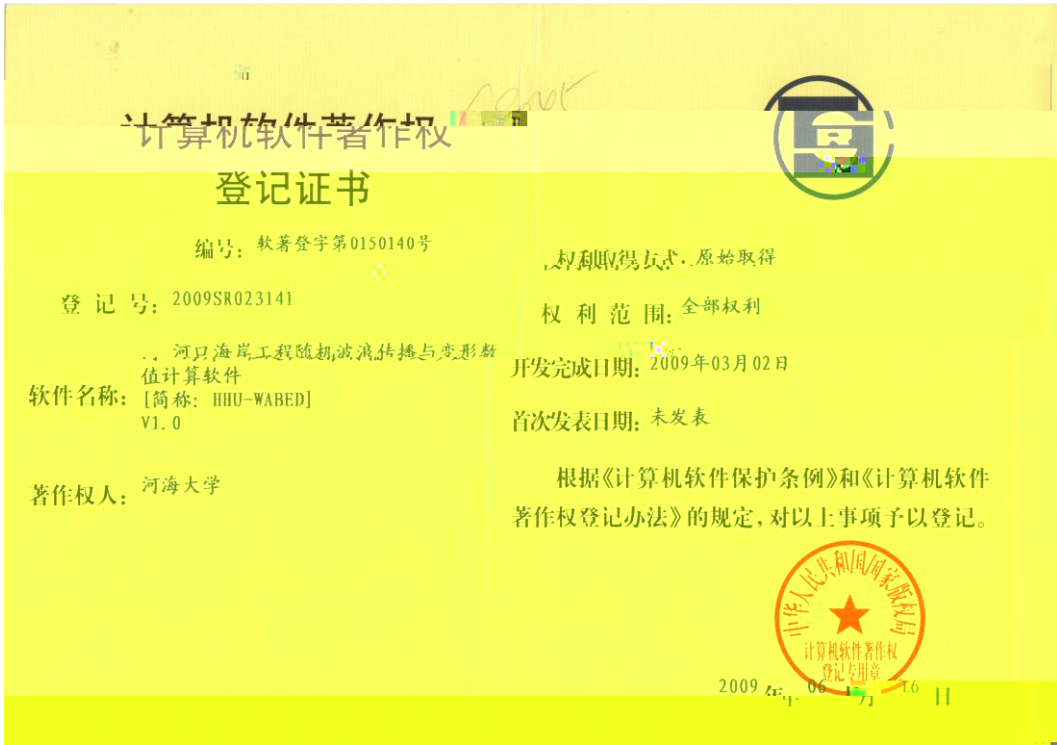 计算机软件著作权
登记证书
编号: 软著登字第0150140号
登记号: 2009SR023141
软件名称: 河口海岸工程随机波浪传播与变形数
值计算软件
[简称: HHU-WABED]
V1.0
著作权人: 河海大学
权利取得方式: 原始取得
权利范围: 全部权利
开发完成日期: 2009年03月02日
首次发表日期: 未发表
根据《计算机软件保护条例》和《计算机软件
著作权登记办法》的规定,对以上事项予以登记。
中华人民共和国国家版权局
计算机软件著作权
登记专用章
2009年06月16日